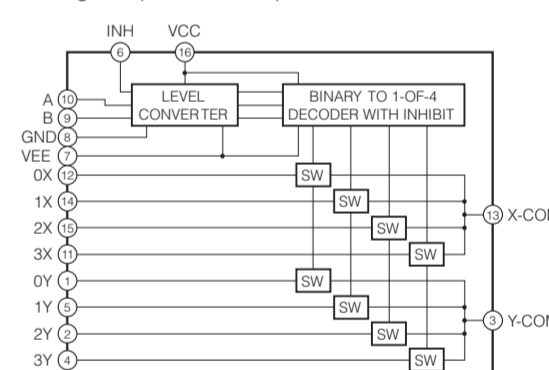 INH VCC
6 16
LEVEL CONVERTER
BINARY TO 1-OF-4 DECODER WITH INHIBIT
A 10
B 9
GND 8
VEE 7
0X 12 SW
1X 14 SW
13 X-COM
2X 15 SW
3X 11 SW
0Y 1 SW
1Y 5 SW
3 Y-COM
2Y 2 SW
3Y 4 SW